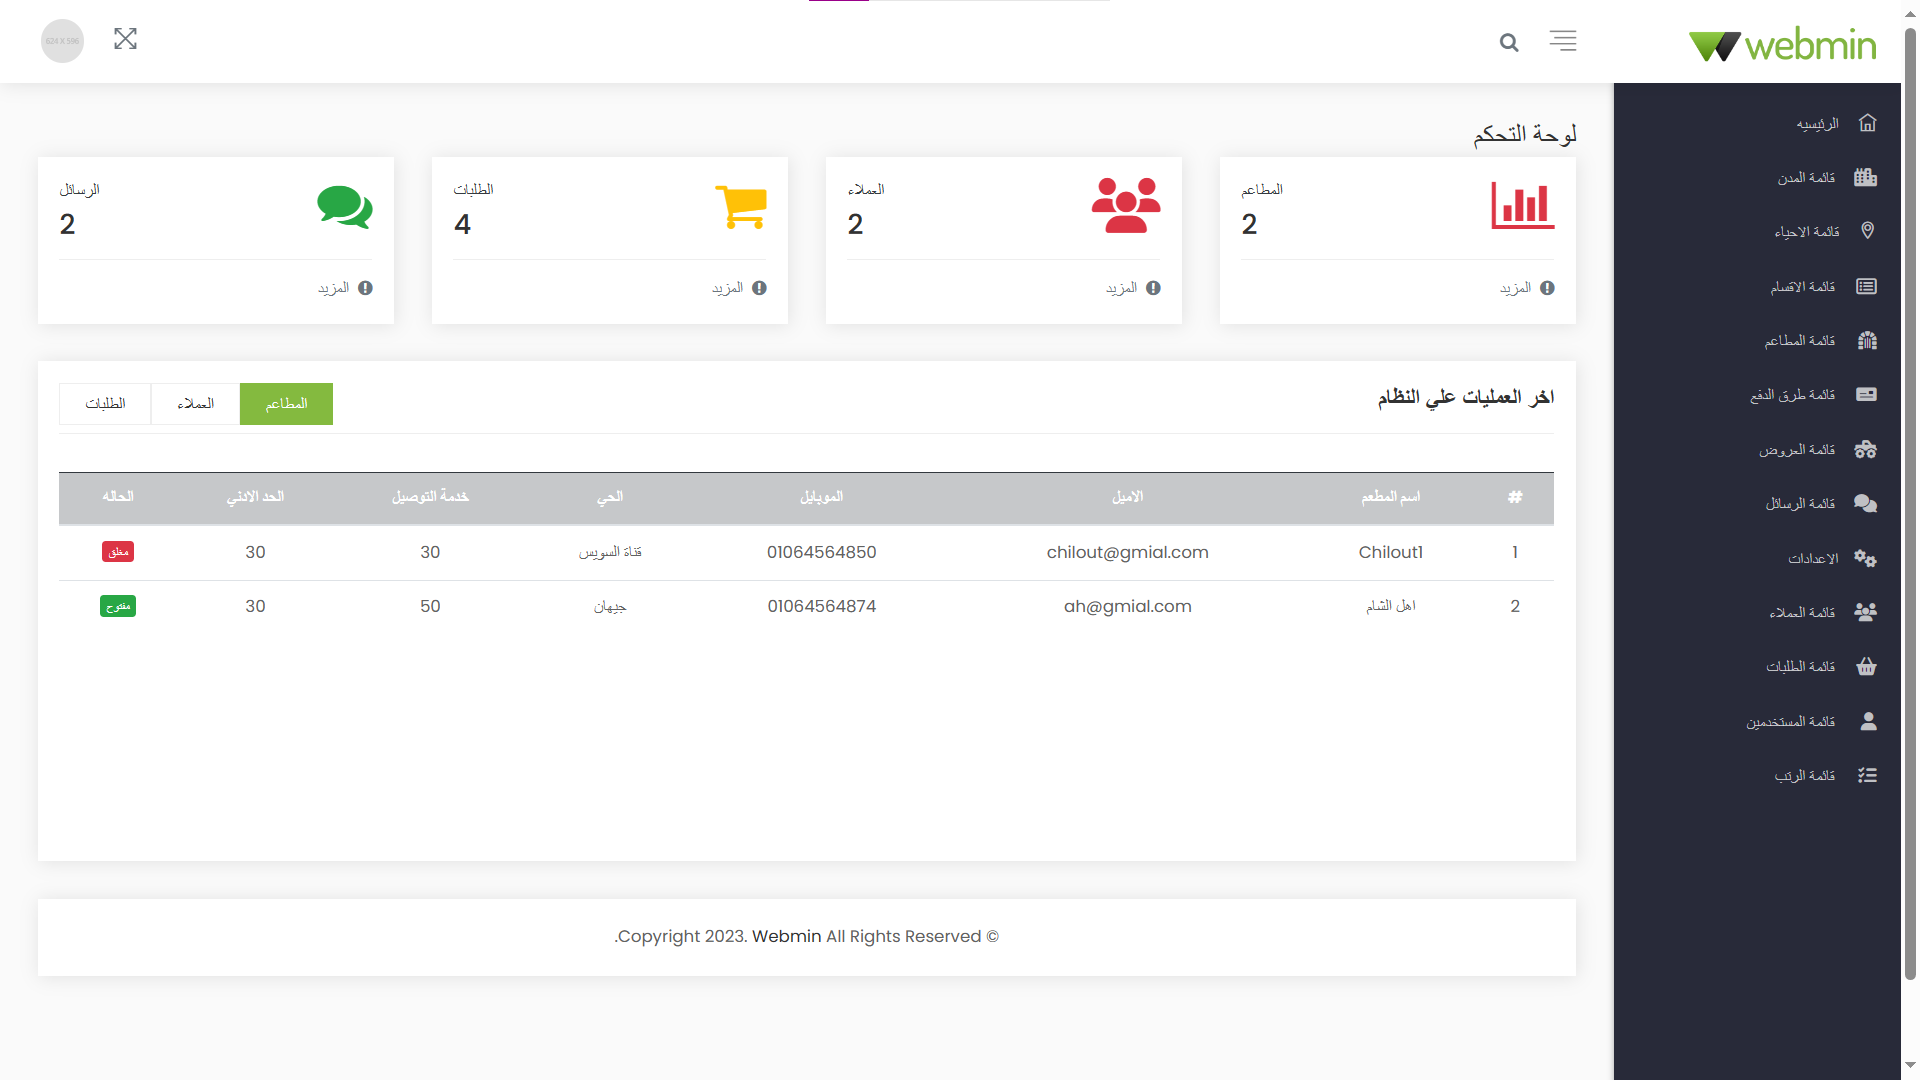 webmin
624 X 596
الرئيسيه
قائمة المدن
قائمة الاحياء
قائمة الاقسام
قائمة المطاعم
قائمة طرق الدفع
قائمة العروض
قائمة الرسائل
الاعدادات
قائمة العملاء
قائمة الطلبات
قائمة المستخدمين
قائمة الرتب
لوحة التحكم
المطاعم
2
المزيد
العملاء
2
المزيد
الطلبات
4
المزيد
الرسائل
2
المزيد
اخر العمليات علي النظام
المطاعم العملاء الطلبات
# اسم المطعم الاميل الموبايل الحي خدمة التوصيل الحد الادني الحاله
1 Chilout1 chilout@gmial.com 01064564850 قناة السويس 30 30 مغلق
2 اهل الشام ah@gmial.com 01064564874 جيهان 50 30 مفتوح
.Copyright 2023. Webmin All Rights Reserved ©